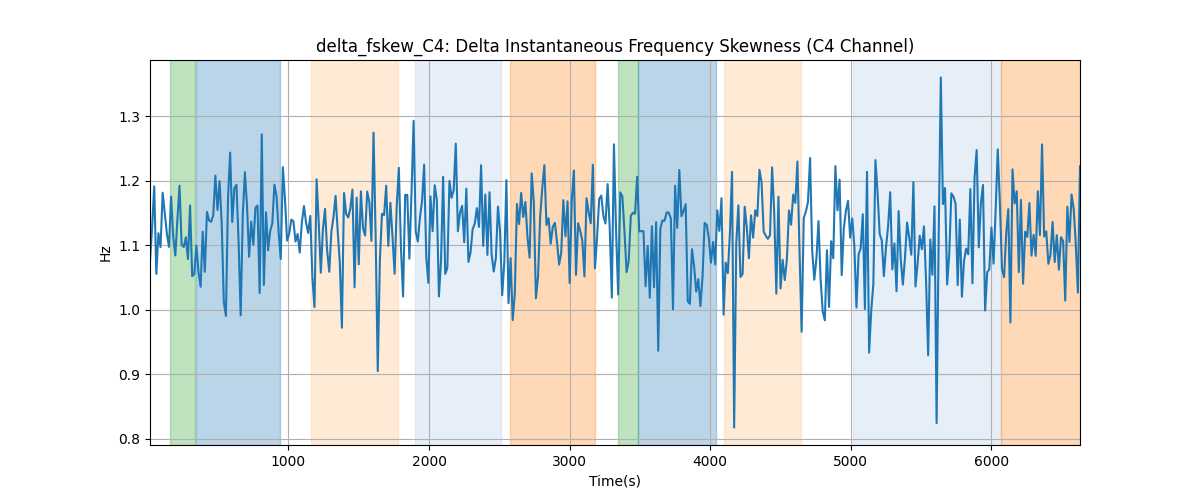 delta_fskew_C4: Delta Instantaneous Frequency Skewness (C4 Channel)
Hz
1.3
1.2
1.1
1.0
0.9
0.8
1000 2000 3000 4000 5000 6000
Time(s)